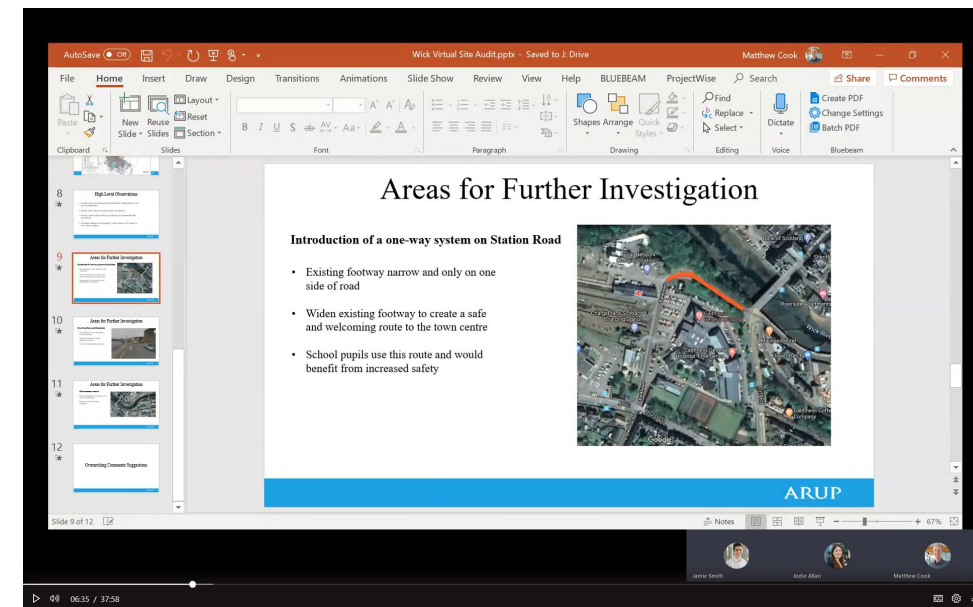 AutoSave Off
Wick Virtual Site Audit.pptx - Saved to J: Drive
Matthew Cook
File Home Insert Draw Design Transitions Animations Slide Show Review View Help BLUEBEAM ProjectWise Search Share Comments
Paste
New Slide
Reuse Slides
Layout
Reset
Section
B I U S ab AV Aa A
Shapes Arrange Quick Styles
Find
Replace
Select
Dictate
Create PDF
Change Settings
Batch PDF
Clipboard Slides Font Paragraph Drawing Editing Voice Bluebeam
8
High Level Observations
9
Areas for Further Investigation
10
Areas for Further Investigation
11
Areas for Further Investigation
12
Overarching Comments/Suggestions
Areas for Further Investigation
Introduction of a one-way system on Station Road
• Existing footway narrow and only on one
side of road
• Widen existing footway to create a safe
and welcoming route to the town centre
• School pupils use this route and would
benefit from increased safety
Bank of Scotland
Riverside Apartments
Wick River
Google
ARUP
Slide 9 of 12
Notes
67%
Jamie Smith
Jodie Allan
Matthew Cook
06:35 / 37:58